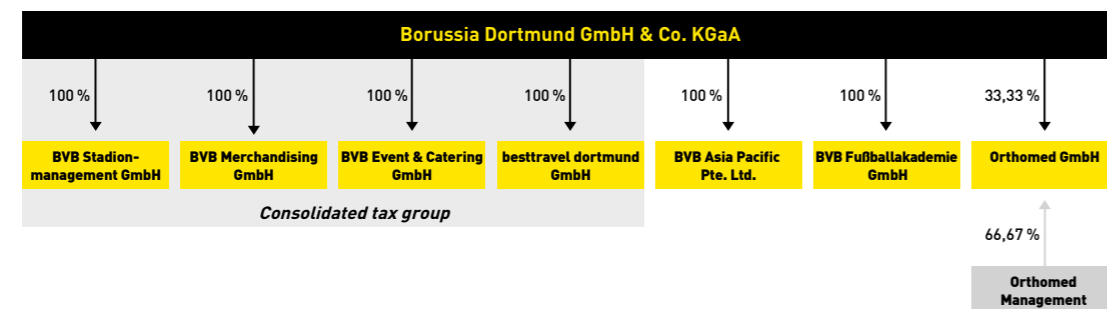 Borussia Dortmund GmbH & Co. KGaA
100 % 100 % 100 % 100 % 100 % 100 % 33,33 %
BVB Stadion-
management GmbH
BVB Merchandising
GmbH
BVB Event & Catering
GmbH
besttravel dortmund
GmbH
BVB Asia Pacific
Pte. Ltd.
BVB Fußballakademie
GmbH
Orthomed GmbH
Consolidated tax group
66,67 %
Orthomed
Management